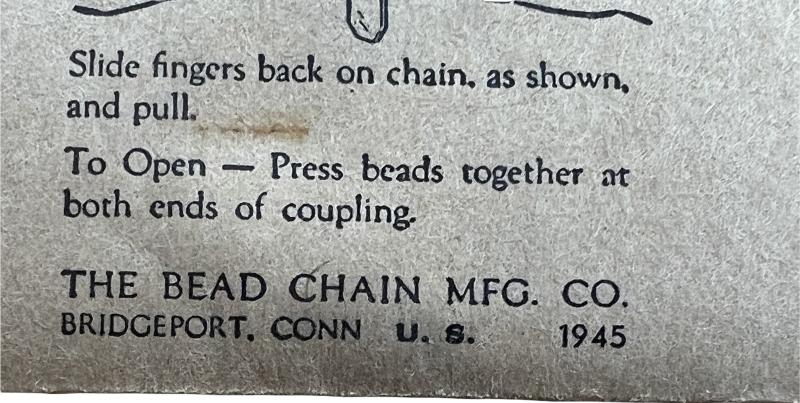 Slide fingers back on chain, as shown,
and pull.
To Open — Press beads together at
both ends of coupling.
THE BEAD CHAIN MFG. CO.
BRIDGEPORT, CONN U. S. 1945